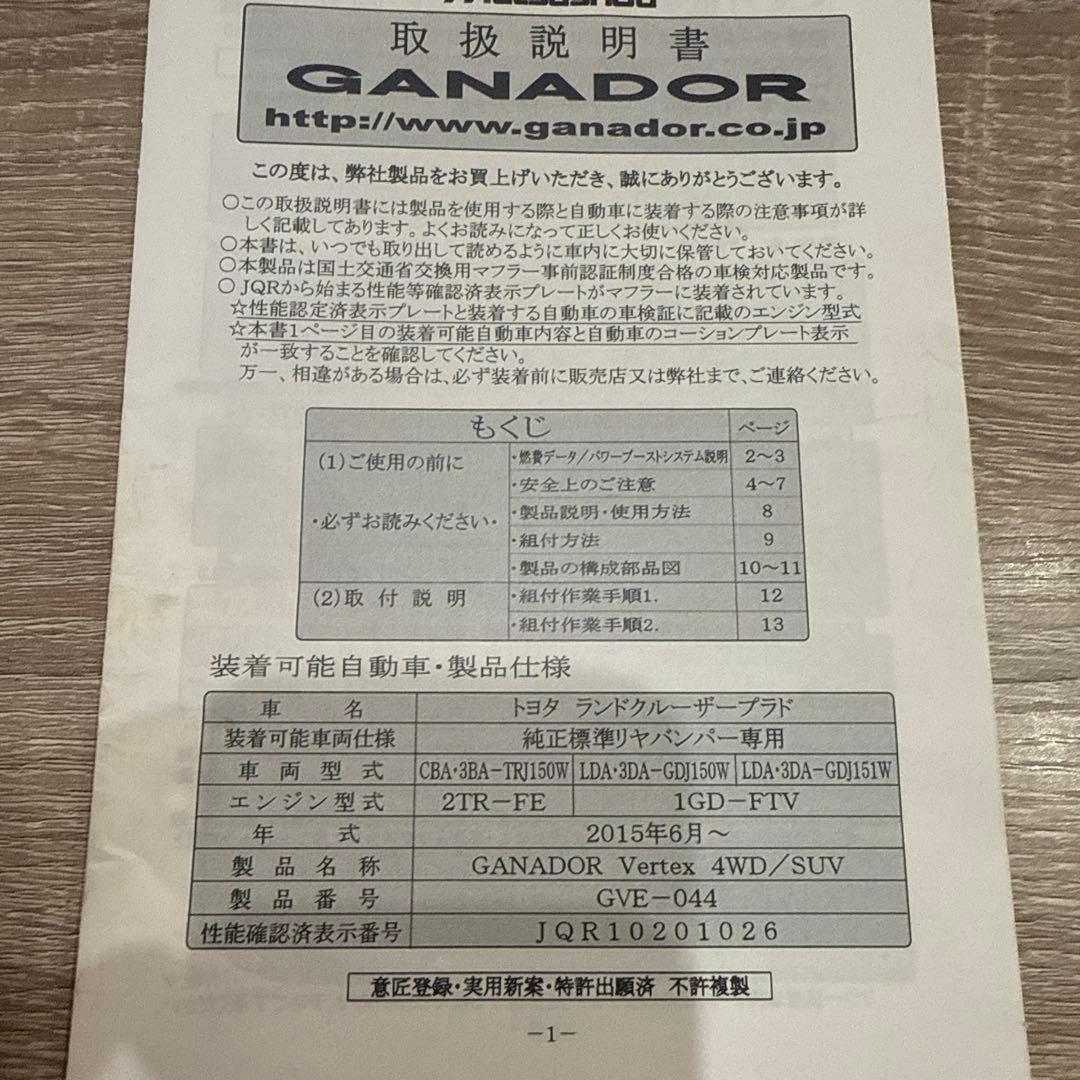 取扱説明書
GANADOR
http://www.ganador.co.jp
この度は、弊社製品をお買上げいただき、誠にありがとうございます。
○この取扱説明書には製品を使用する際と自動車に装着する際の注意事項が詳
しく記載してあります。よくお読みになって正しくお使いください。
○本書は、いつでも取り出して読めるように車内に大切に保管しておいてください。
○本製品は国土交通省交換用マフラー事前認証制度合格の車検対応製品です。
○JQRから始まる性能等確認済表示プレートがマフラーに装着されています。
☆性能認定済表示プレートと装着する自動車の車検証に記載のエンジン型式
☆本書1ページ目の装着可能自動車内容と自動車のコーションプレート表示
が一致することを確認してください。
万一、相違がある場合は、必ず装着前に販売店又は弊社まで、ご連絡ください。
もくじ ページ
(1)ご使用の前に ・燃費データ／パワーブーストシステム説明 2～3
・安全上のご注意 4～7
・必ずお読みください・ ・製品説明・使用方法 8
・組付方法 9
・製品の構成部品図 10～11
(2)取付説明 ・組付作業手順1. 12
・組付作業手順2. 13
装着可能自動車・製品仕様
車名 トヨタ ランドクルーザープラド
装着可能車両仕様 純正標準リヤバンパー専用
車両型式 CBA・3BA-TRJ150W LDA・3DA-GDJ150W LDA・3DA-GDJ151W
エンジン型式 2TR-FE 1GD-FTV
年式 2015年6月～
製品名称 GANADOR Vertex 4WD／SUV
製品番号 GVE-044
性能確認済表示番号 JQR10201026
意匠登録・実用新案・特許出願済 不許複製
-1-